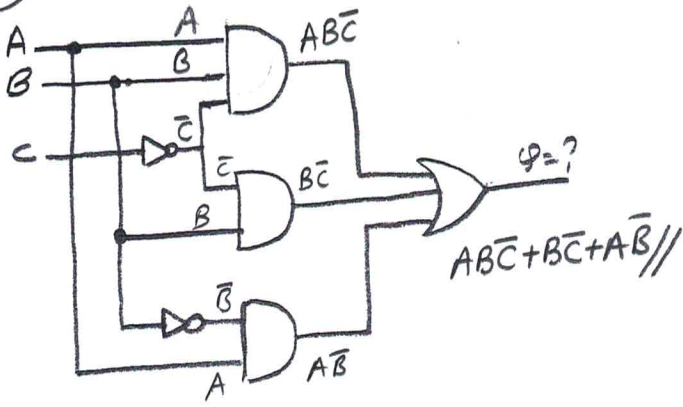 A A ABC̅
B B
C C̅
C̅ BC̅
B
φ=?
ABC̅+BC̅+AB̅//
B̅
A AB̅